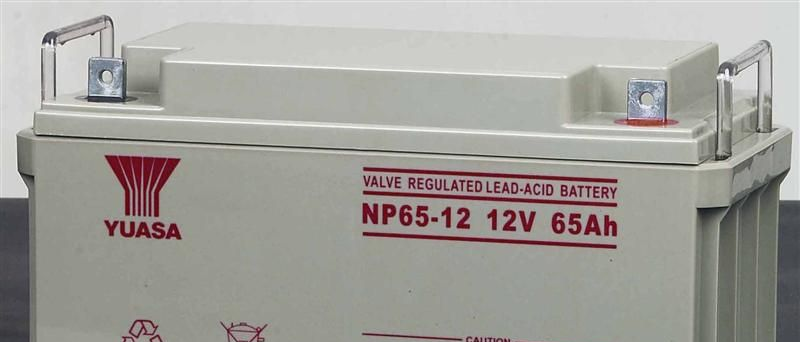 YUASA
VALVE REGULATED LEAD-ACID BATTERY
NP65-12 12V 65Ah
CAUTION